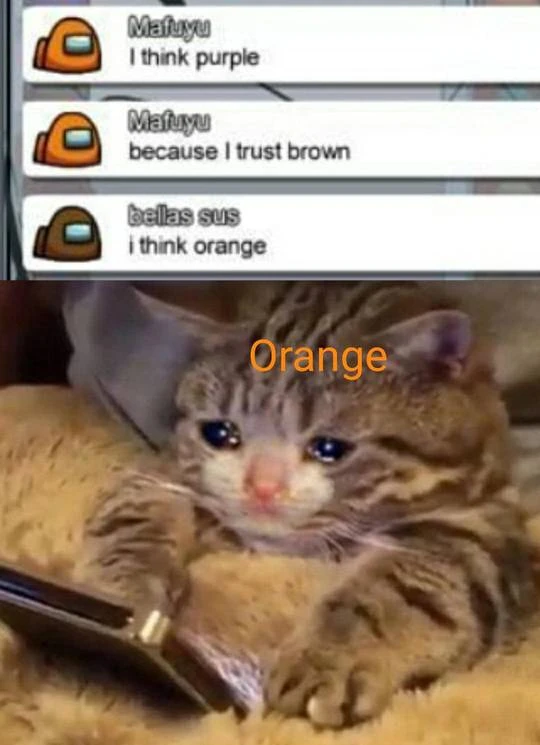 Mafuyu
I think purple
Mafuyu
because I trust brown
bellas sus
i think orange
Orange